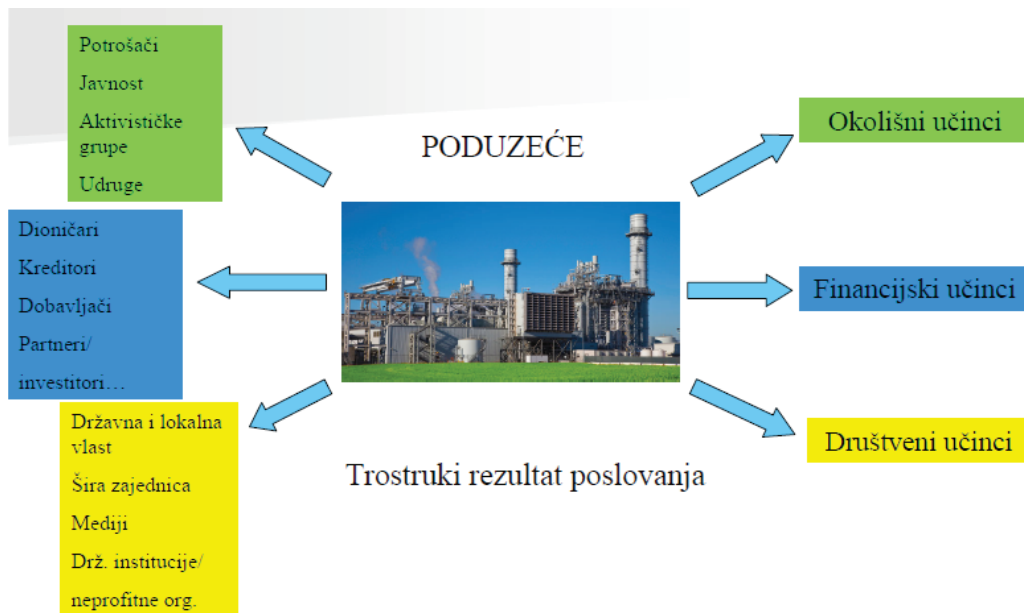 Potrošači
Javnost
Aktivističke
grupe
Udruge
Dioničari
Kreditori
Dobavljači
Partneri/
investitori…
Državna i lokalna
vlast
Šira zajednica
Mediji
Drž. institucije/
neprofitne org.
PODUZEĆE
Trostruki rezultat poslovanja
Okolišni učinci
Financijski učinci
Društveni učinci